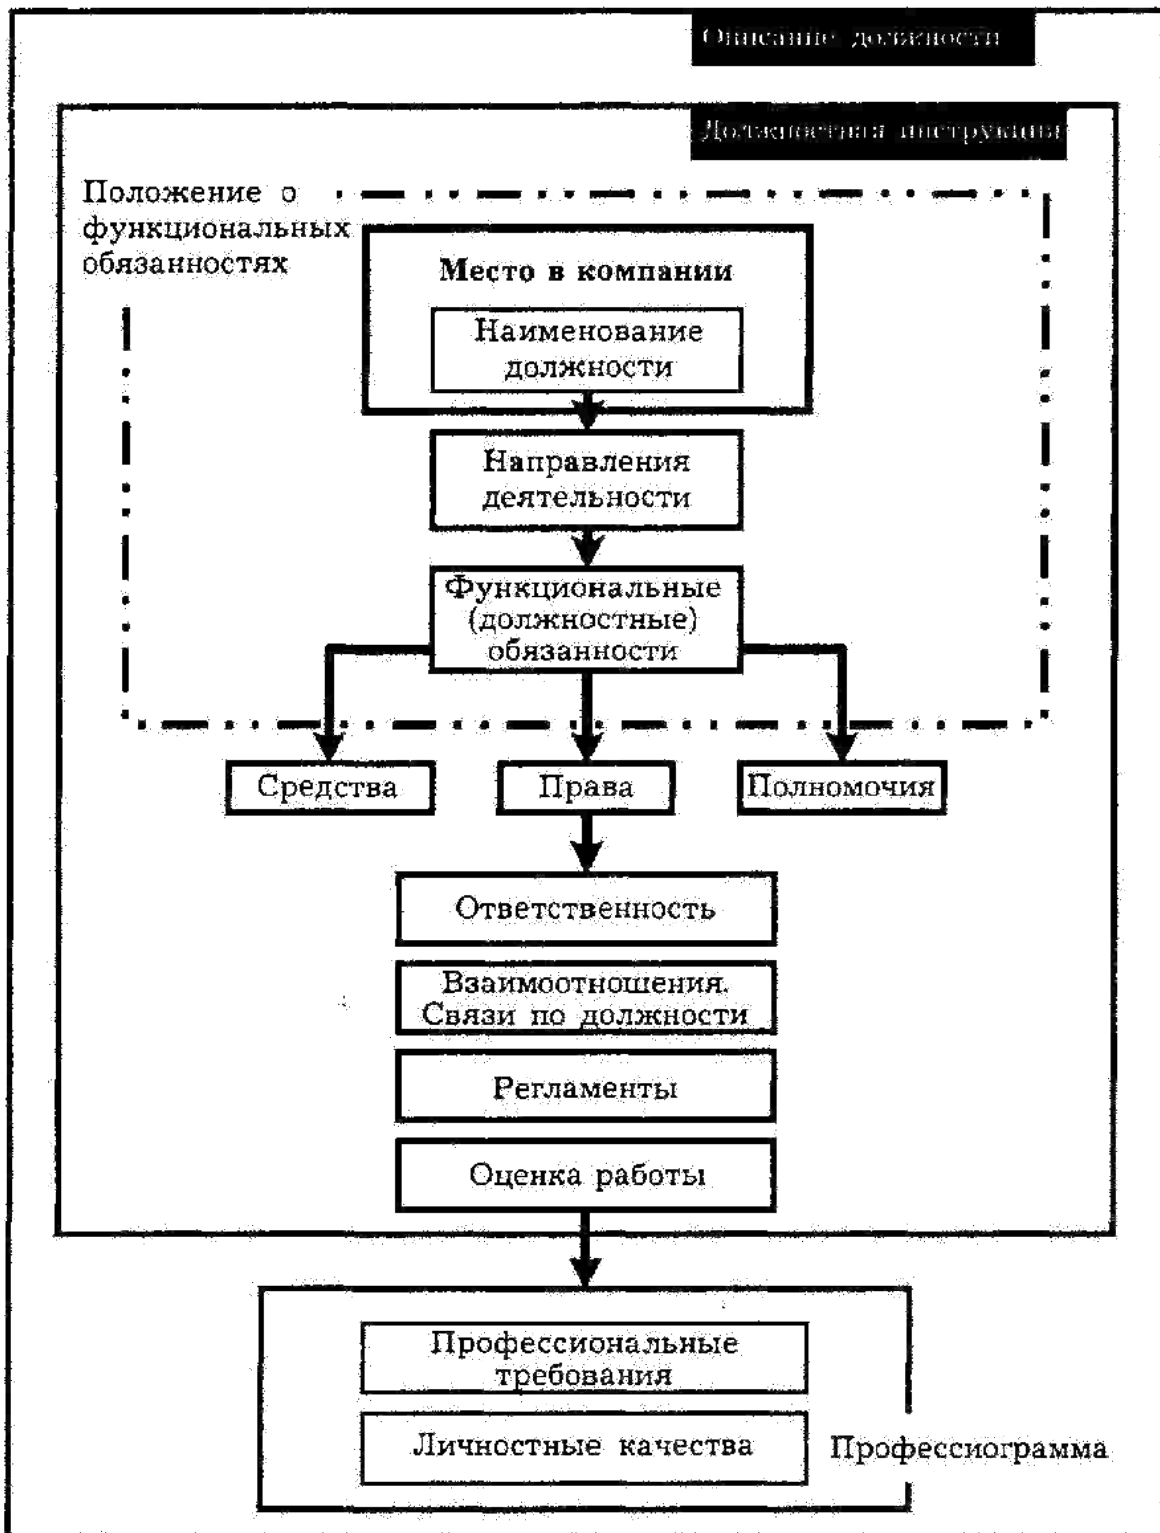 Описание должности
Должностная инструкция
Положение о
функциональных
обязанностях
Место в компании
Наименование
должности
Направления
деятельности
Функциональные
(должностные)
обязанности
Средства
Права
Полномочия
Ответственность
Взаимоотношения.
Связи по должности
Регламенты
Оценка работы
Профессиональные
требования
Личностные качества
Профессиограмма